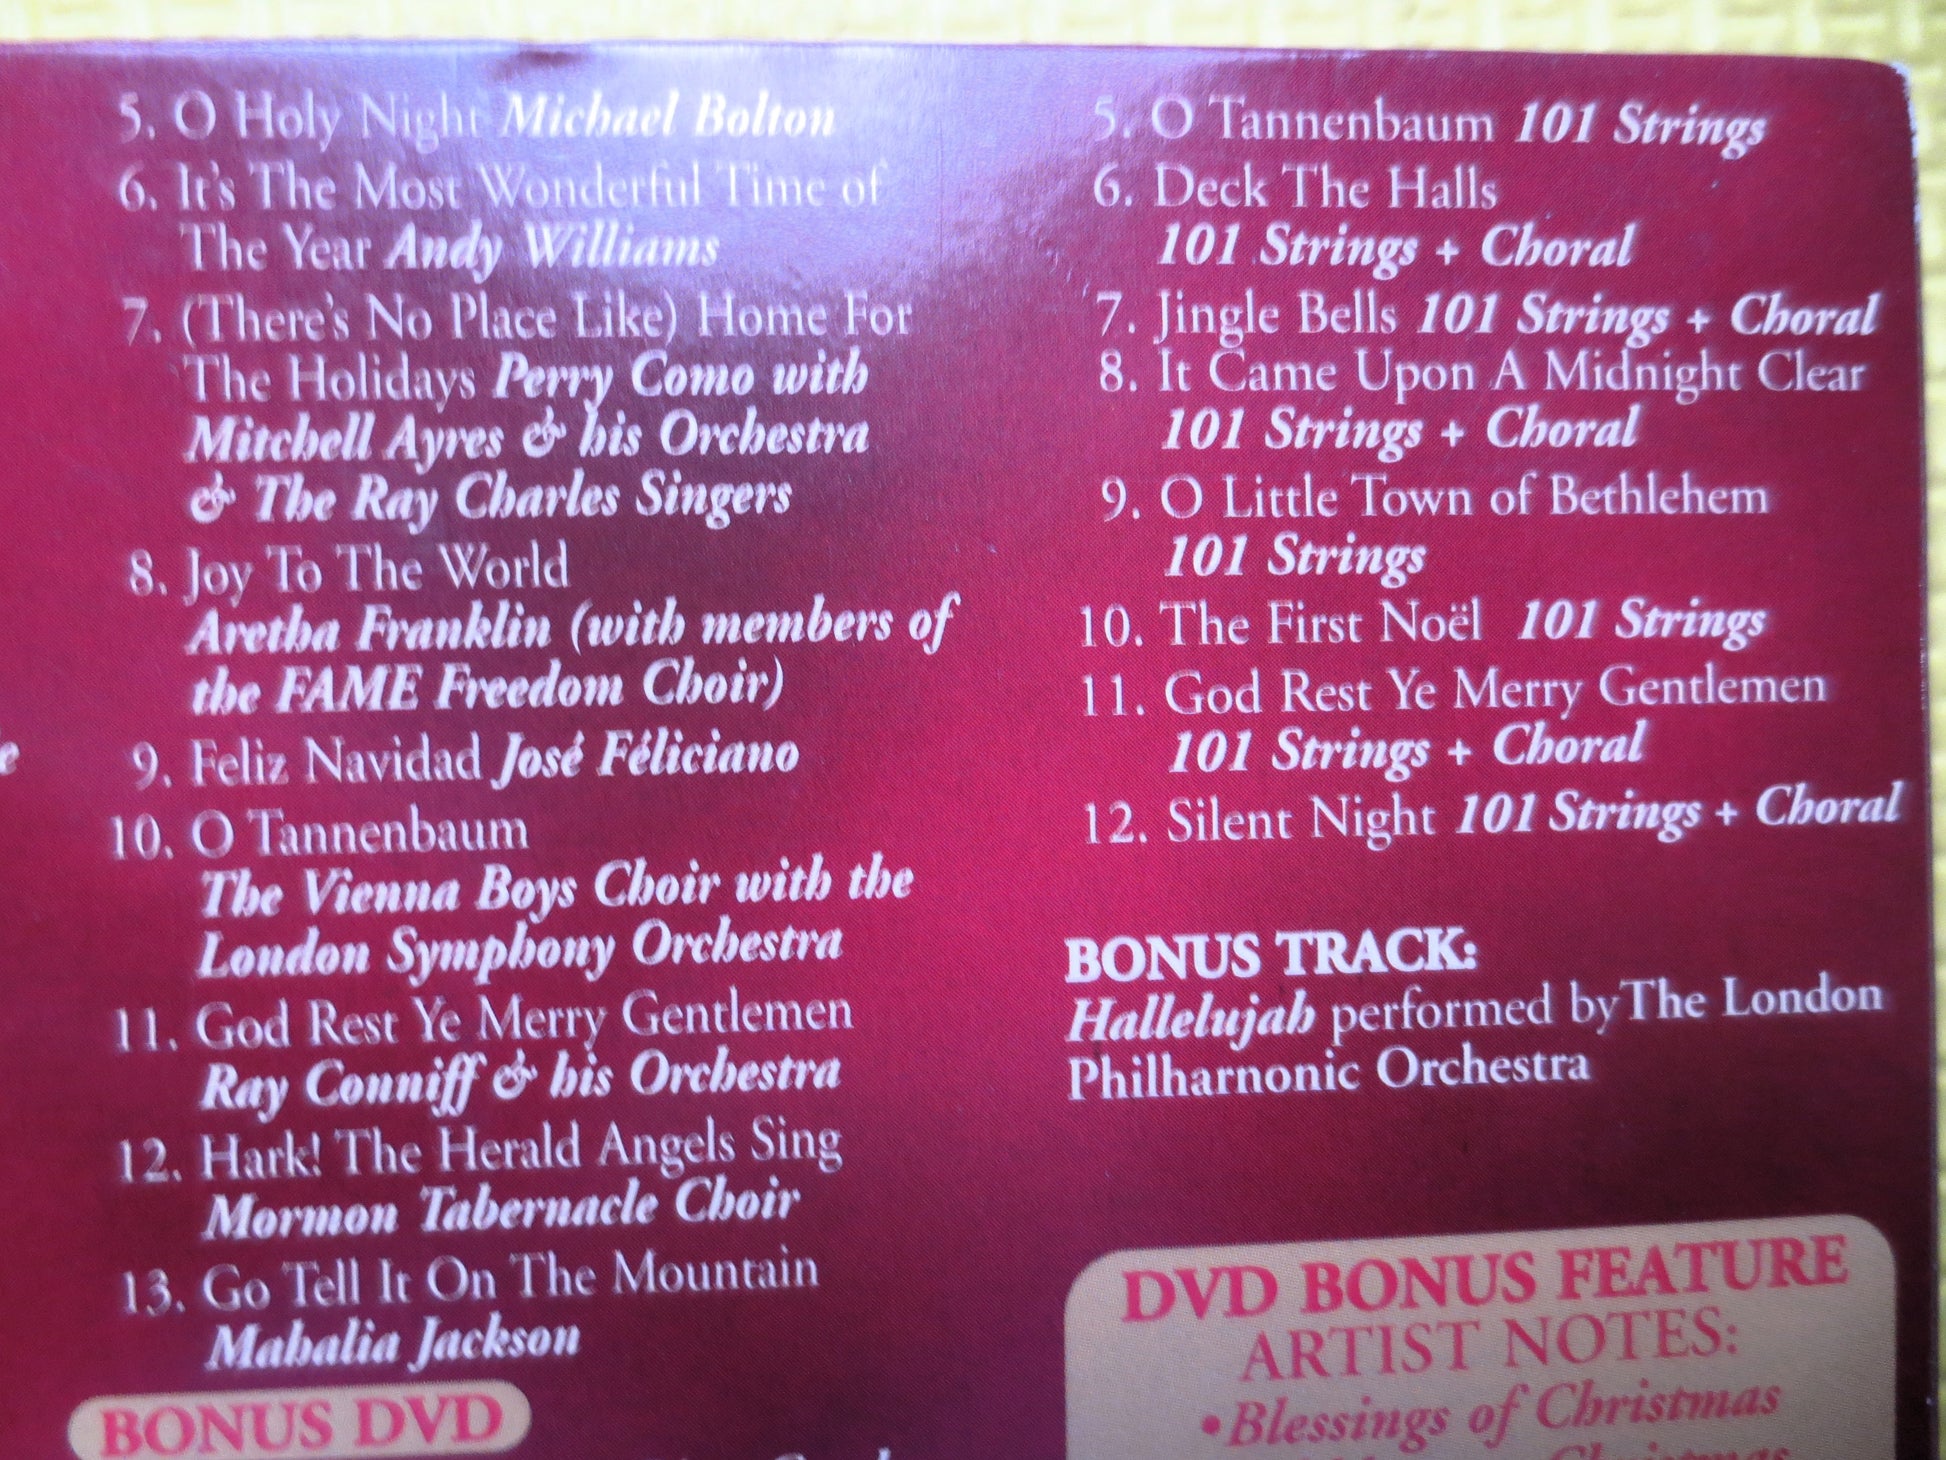 5. O Holy Night Michael Bolton
6. It's The Most Wonderful Time of
The Year Andy Williams
7. (There's No Place Like) Home For
The Holidays Perry Como with
Mitchell Ayres & his Orchestra
& The Ray Charles Singers
8. Joy To The World
Aretha Franklin (with members of
the FAME Freedom Choir)
9. Feliz Navidad José Féliciano
10. O Tannenbaum
The Vienna Boys Choir with the
London Symphony Orchestra
11. God Rest Ye Merry Gentlemen
Ray Conniff & his Orchestra
12. Hark! The Herald Angels Sing
Mormon Tabernacle Choir
13. Go Tell It On The Mountain
Mahalia Jackson
BONUS DVD
5. O Tannenbaum 101 Strings
6. Deck The Halls
101 Strings + Choral
7. Jingle Bells 101 Strings + Choral
8. It Came Upon A Midnight Clear
101 Strings + Choral
9. O Little Town of Bethlehem
101 Strings
10. The First Noël 101 Strings
11. God Rest Ye Merry Gentlemen
101 Strings + Choral
12. Silent Night 101 Strings + Choral
BONUS TRACK:
Hallelujah performed by The London
Philharnonic Orchestra
DVD BONUS FEATURE
ARTIST NOTES:
• Blessings of Christmas
Christmas